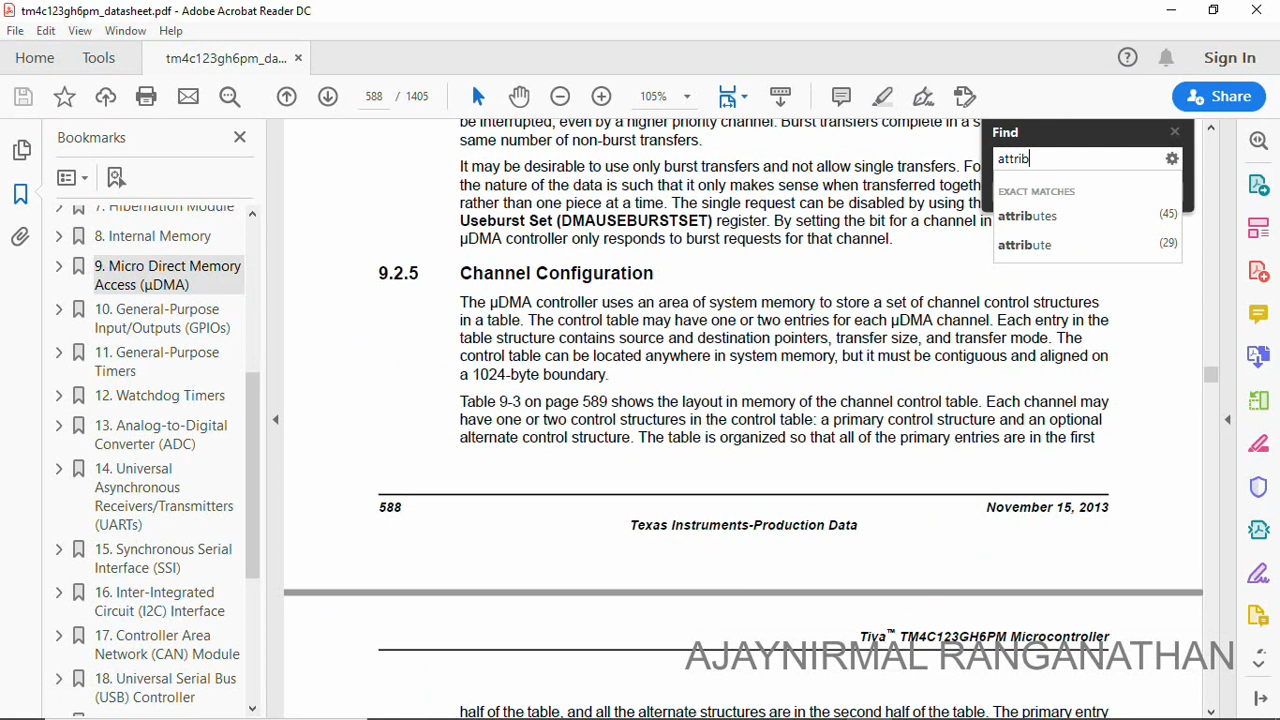 tm4c123gh6pm_datasheet.pdf - Adobe Acrobat Reader DC
File Edit View Window Help
Home Tools tm4c123gh6pm_da... × Sign In
588 / 1405 105% Share
Bookmarks
7. Hibernation Module
8. Internal Memory
9. Micro Direct Memory
Access (µDMA)
10. General-Purpose
Input/Outputs (GPIOs)
11. General-Purpose
Timers
12. Watchdog Timers
13. Analog-to-Digital
Converter (ADC)
14. Universal
Asynchronous
Receivers/Transmitters
(UARTs)
15. Synchronous Serial
Interface (SSI)
16. Inter-Integrated
Circuit (I2C) Interface
17. Controller Area
Network (CAN) Module
18. Universal Serial Bus
(USB) Controller
be interrupted, even by a higher priority channel. Burst transfers complete in a s
same number of non-burst transfers.
It may be desirable to use only burst transfers and not allow single transfers. Fo
the nature of the data is such that it only makes sense when transferred togeth
rather than one piece at a time. The single request can be disabled by using th
Useburst Set (DMAUSEBURSTSET) register. By setting the bit for a channel in
µDMA controller only responds to burst requests for that channel.
Find
attrib
EXACT MATCHES
attributes (45)
attribute (29)
9.2.5 Channel Configuration
The µDMA controller uses an area of system memory to store a set of channel control structures
in a table. The control table may have one or two entries for each µDMA channel. Each entry in the
table structure contains source and destination pointers, transfer size, and transfer mode. The
control table can be located anywhere in system memory, but it must be contiguous and aligned on
a 1024-byte boundary.
Table 9-3 on page 589 shows the layout in memory of the channel control table. Each channel may
have one or two control structures in the control table: a primary control structure and an optional
alternate control structure. The table is organized so that all of the primary entries are in the first
588 November 15, 2013
Texas Instruments-Production Data
Tiva™ TM4C123GH6PM Microcontroller
AJAYNIRMAL RANGANATHAN
half of the table, and all the alternate structures are in the second half of the table. The primary entry